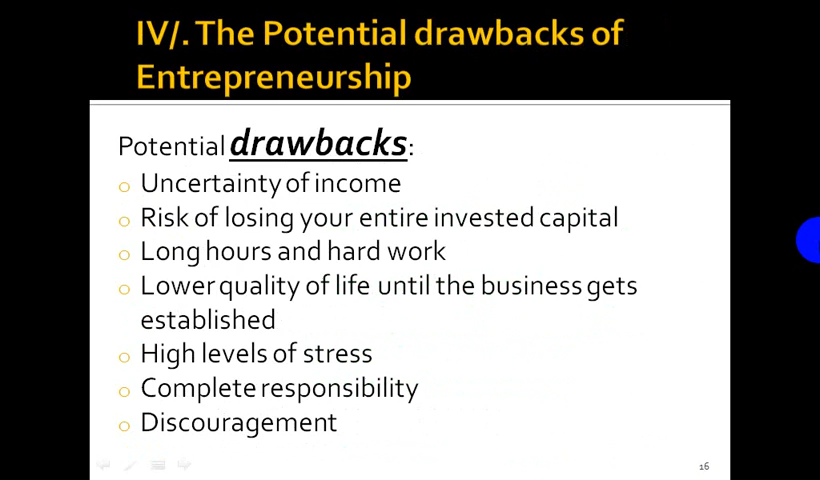 IV/. The Potential drawbacks of
Entrepreneurship
Potential drawbacks:
o Uncertainty of income
o Risk of losing your entire invested capital
o Long hours and hard work
o Lower quality of life until the business gets
established
o High levels of stress
o Complete responsibility
o Discouragement
16